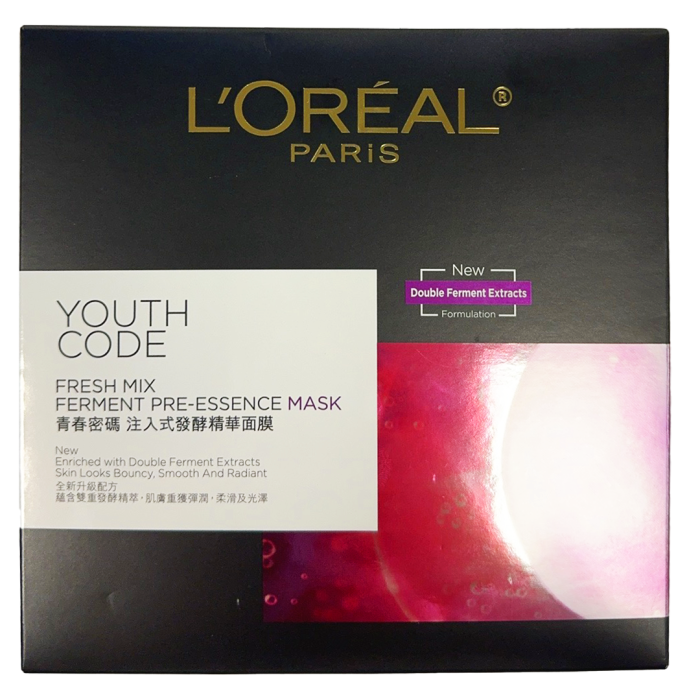 L'ORÉAL®
PARiS
New
Double Ferment Extracts
Formulation
YOUTH
CODE
FRESH MIX
FERMENT PRE-ESSENCE MASK
青春密碼 注入式發酵精華面膜
New
Enriched with Double Ferment Extracts
Skin Looks Bouncy, Smooth And Radiant
全新升級配方
蘊含雙重發酵精萃，肌膚重獲彈潤，柔滑及光澤